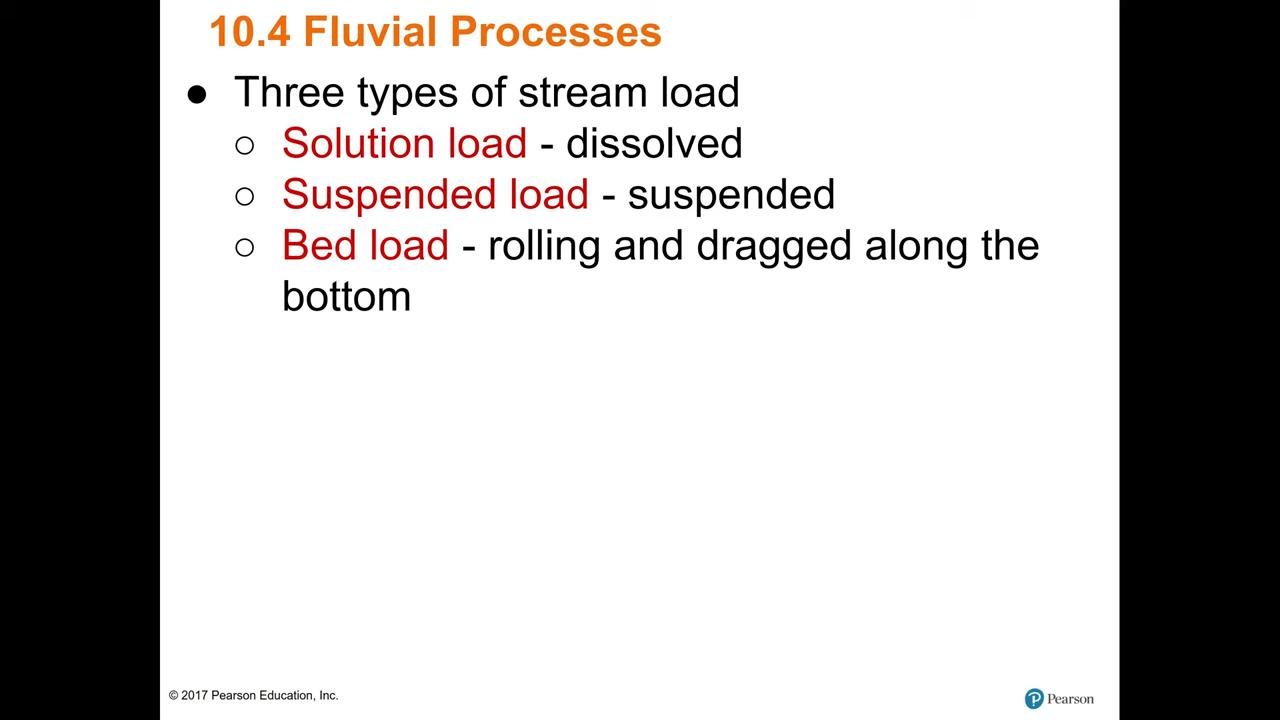 10.4 Fluvial Processes
● Three types of stream load
○ Solution load - dissolved
○ Suspended load - suspended
○ Bed load - rolling and dragged along the
bottom
© 2017 Pearson Education, Inc.
P Pearson